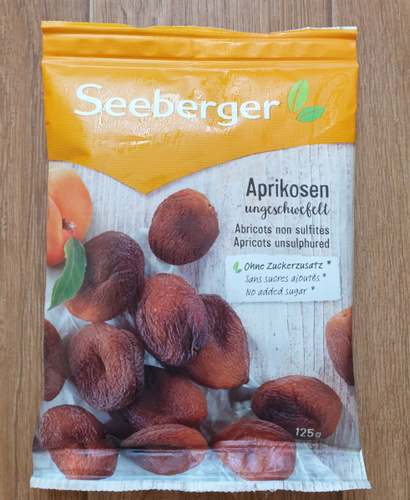 Seeberger
Aprikosen
- ungeschwefelt
Abricots non sulfités
Apricots unsulphured
Ohne Zuckerzusatz *
Sans sucres ajoutés *
No added sugar *
125g